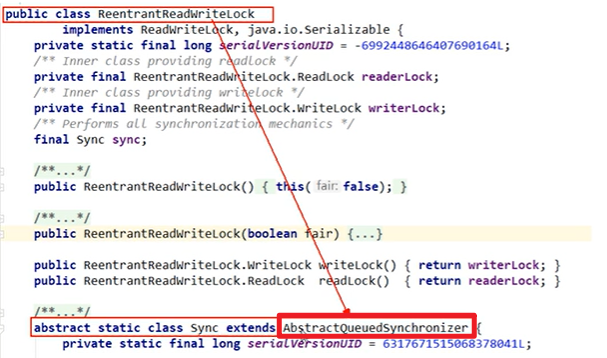 public class ReentrantReadWriteLock
implements ReadWriteLock, java.io.Serializable {
private static final long serialVersionUID = -6992448646407690164L;
/** Inner class providing readlock */
private final ReentrantReadWriteLock.ReadLock readerLock;
/** Inner class providing writelock */
private final ReentrantReadWriteLock.WriteLock writerLock;
/** Performs all synchronization mechanics */
final Sync sync;
/**...*/
public ReentrantReadWriteLock() { this( fair: false); }
/**...*/
public ReentrantReadWriteLock(boolean fair) {...}
public ReentrantReadWriteLock.WriteLock writeLock() { return writerLock; }
public ReentrantReadWriteLock.ReadLock readLock() { return readerLock; }
/**...*/
abstract static class Sync extends AbstractQueuedSynchronizer {
private static final long serialVersionUID = 6317671515068378041L;